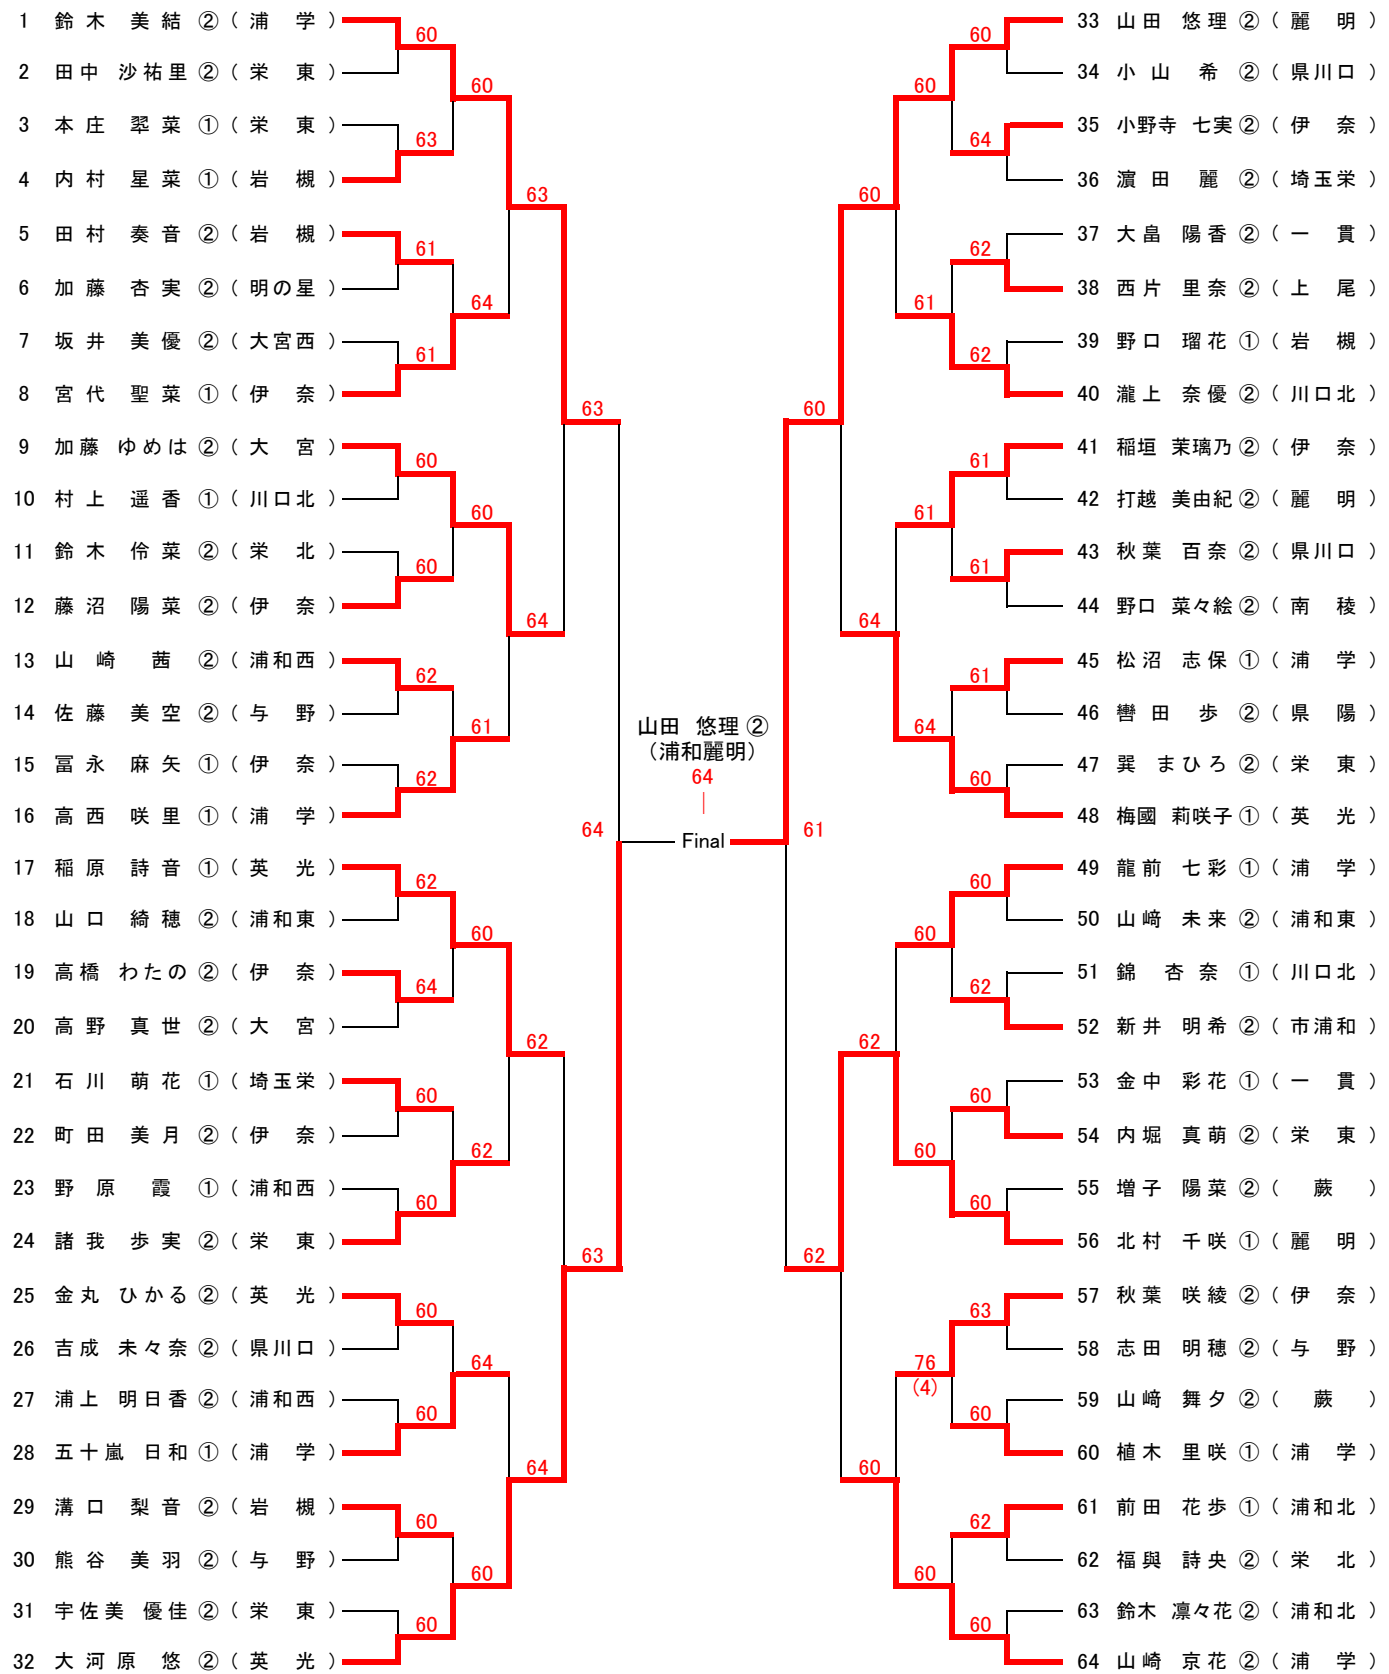 1 鈴木 美結 ② ( 浦 学 )
2 田中 沙祐里 ② ( 栄 東 )
3 本庄 翆菜 ① ( 栄 東 )
4 内村 星菜 ① ( 岩 槻 )
5 田村 奏音 ② ( 岩 槻 )
6 加藤 杏実 ② ( 明の星 )
7 坂井 美優 ② ( 大宮西 )
8 宮代 聖菜 ① ( 伊 奈 )
9 加藤 ゆめは ② ( 大 宮 )
10 村上 遥香 ① ( 川口北 )
11 鈴木 伶菜 ② ( 栄 北 )
12 藤沼 陽菜 ② ( 伊 奈 )
13 山崎 茜 ② ( 浦和西 )
14 佐藤 美空 ② ( 与 野 )
15 冨永 麻矢 ① ( 伊 奈 )
16 高西 咲里 ① ( 浦 学 )
17 稲原 詩音 ① ( 英 光 )
18 山口 綺穂 ② ( 浦和東 )
19 高橋 わたの ② ( 伊 奈 )
20 高野 真世 ② ( 大 宮 )
21 石川 萌花 ① ( 埼玉栄 )
22 町田 美月 ② ( 伊 奈 )
23 野原 霞 ① ( 浦和西 )
24 諸我 歩実 ② ( 栄 東 )
25 金丸 ひかる ② ( 英 光 )
26 吉成 未々奈 ② ( 県川口 )
27 浦上 明日香 ② ( 浦和西 )
28 五十嵐 日和 ① ( 浦 学 )
29 溝口 梨音 ② ( 岩 槻 )
30 熊谷 美羽 ② ( 与 野 )
31 宇佐美 優佳 ② ( 栄 東 )
32 大河原 悠 ② ( 英 光 )
60
63
61
61
60
60
62
62
62
64
60
60
60
60
60
60
60
64
60
61
60
62
64
60
63
64
62
64
63
63
64
山田 悠理 ②
(浦和麗明)
64
Final
61
60
62
60
64
62
60
60
61
61
64
60
60
76
(4)
60
60
64
62
62
61
61
61
60
60
62
60
60
63
60
62
60
33 山田 悠理 ② ( 麗 明 )
34 小山 希 ② ( 県川口 )
35 小野寺 七実 ② ( 伊 奈 )
36 濵田 麗 ② ( 埼玉栄 )
37 大畠 陽香 ② ( 一 貫 )
38 西片 里奈 ② ( 上 尾 )
39 野口 瑠花 ① ( 岩 槻 )
40 瀧上 奈優 ② ( 川口北 )
41 稲垣 茉璃乃 ② ( 伊 奈 )
42 打越 美由紀 ② ( 麗 明 )
43 秋葉 百奈 ② ( 県川口 )
44 野口 菜々絵 ② ( 南 稜 )
45 松沼 志保 ① ( 浦 学 )
46 轡田 歩 ② ( 県 陽 )
47 巽 まひろ ② ( 栄 東 )
48 梅國 莉咲子 ① ( 英 光 )
49 龍前 七彩 ① ( 浦 学 )
50 山﨑 未来 ② ( 浦和東 )
51 錦 杏奈 ① ( 川口北 )
52 新井 明希 ② ( 市浦和 )
53 金中 彩花 ① ( 一 貫 )
54 内堀 真萌 ② ( 栄 東 )
55 増子 陽菜 ② ( 蕨 )
56 北村 千咲 ① ( 麗 明 )
57 秋葉 咲綾 ② ( 伊 奈 )
58 志田 明穂 ② ( 与 野 )
59 山﨑 舞夕 ② ( 蕨 )
60 植木 里咲 ① ( 浦 学 )
61 前田 花歩 ① ( 浦和北 )
62 福與 詩央 ② ( 栄 北 )
63 鈴木 凛々花 ② ( 浦和北 )
64 山崎 京花 ② ( 浦 学 )